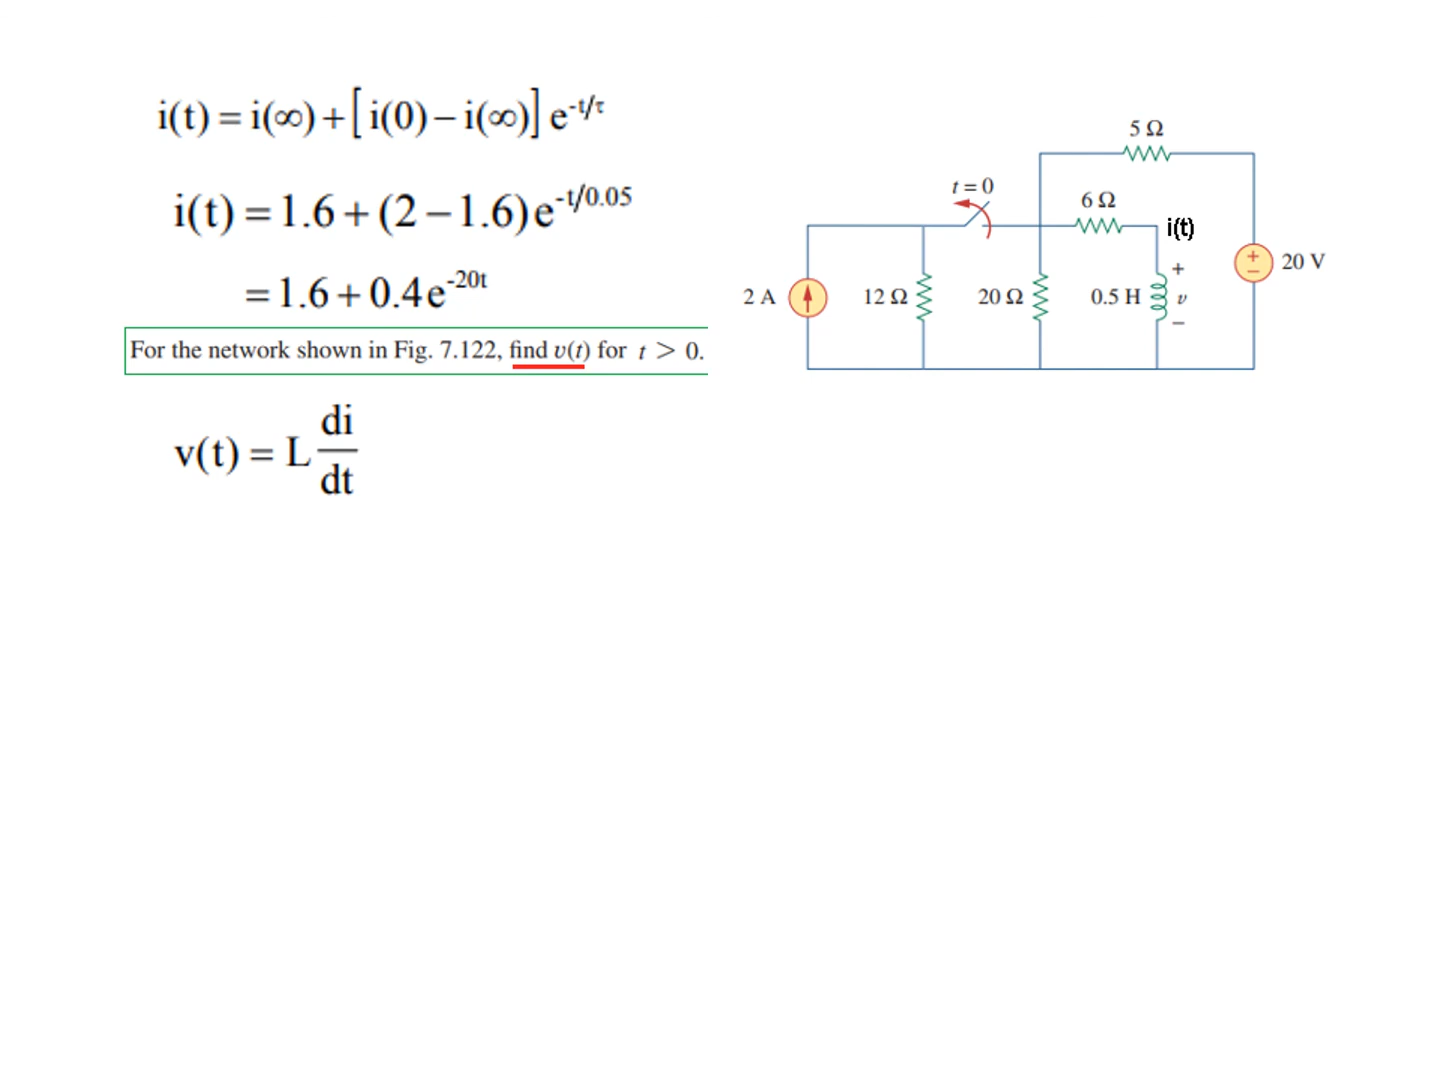 i(t) = i(∞) + [ i(0) – i(∞)] e^-t/τ
i(t) = 1.6 + (2 – 1.6) e^-t/0.05
= 1.6 + 0.4 e^-20t
For the network shown in Fig. 7.122, find v(t) for t > 0.
v(t) = L di/dt
5 Ω
t = 0
6 Ω
i(t)
+
2 A
12 Ω
20 Ω
0.5 H
v
–
+
–
20 V